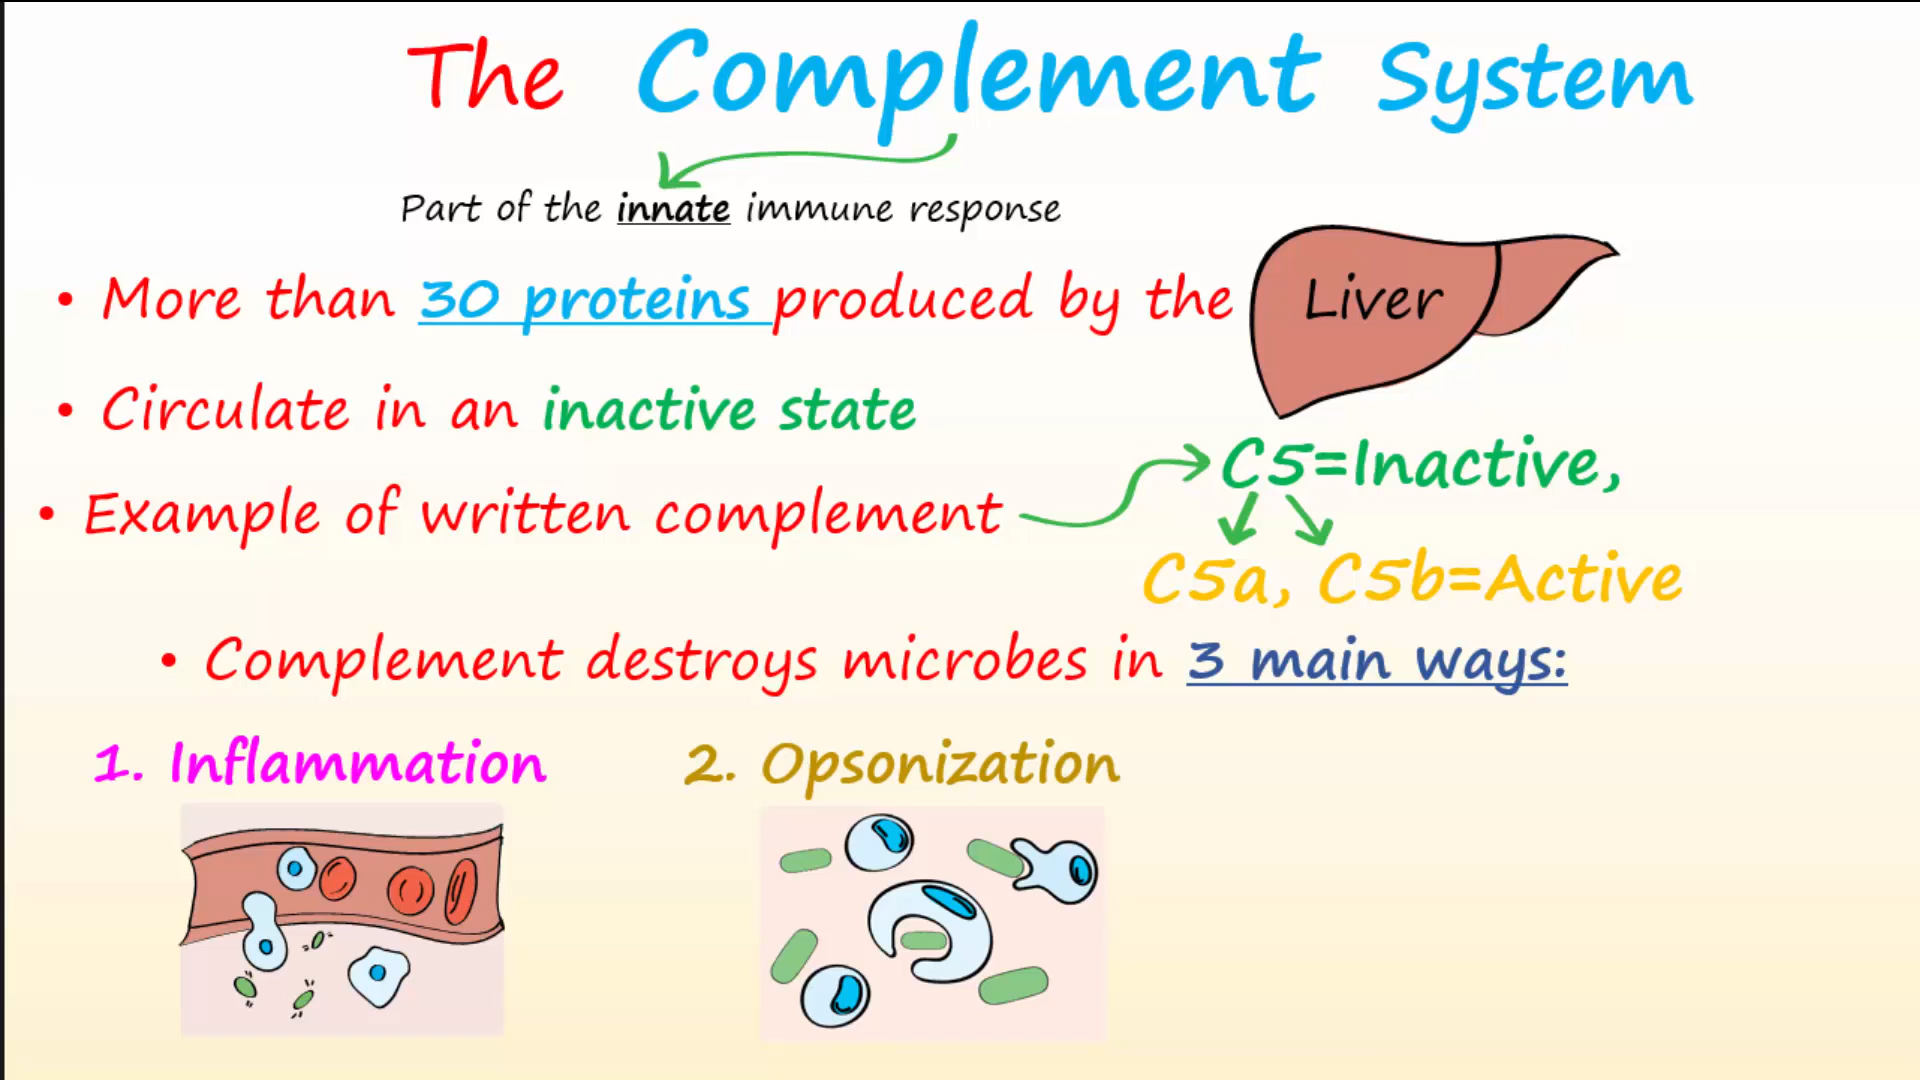 The Complement System
Part of the innate immune response
• More than 30 proteins produced by the Liver
• Circulate in an inactive state
• Example of written complement
C5=Inactive,
C5a, C5b=Active
• Complement destroys microbes in 3 main ways:
1. Inflammation
2. Opsonization